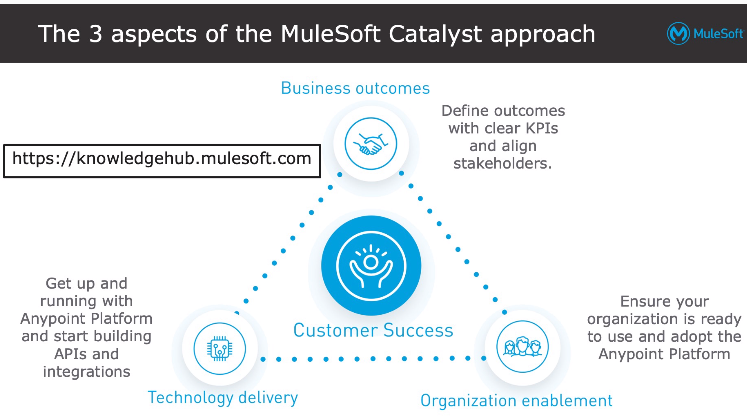 The 3 aspects of the MuleSoft Catalyst approach
MuleSoft
Business outcomes
Define outcomes
with clear KPIs
and align
stakeholders.
https://knowledgehub.mulesoft.com
Customer Success
Get up and
running with
Anypoint Platform
and start building
APIs and
integrations
Technology delivery
Ensure your
organization is ready
to use and adopt the
Anypoint Platform
Organization enablement